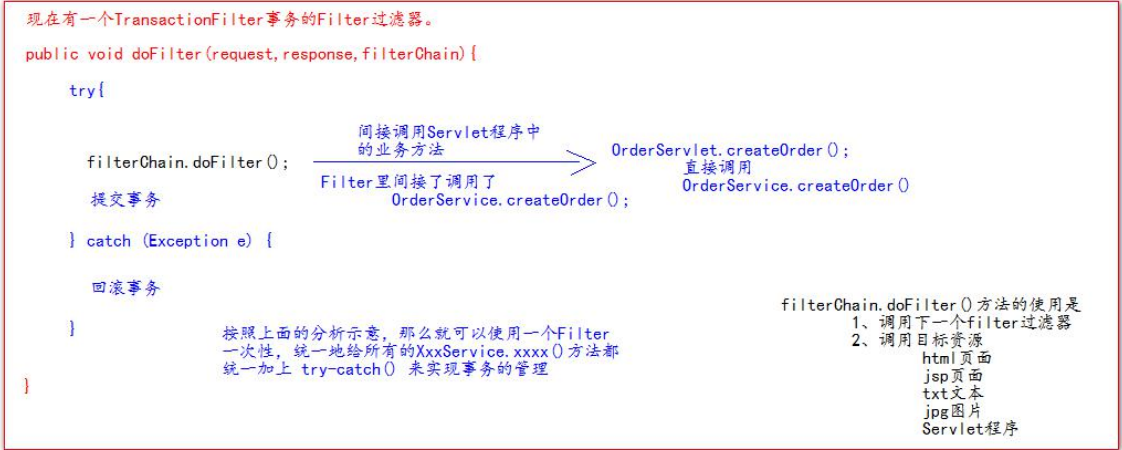 现在有一个TransactionFilter事务的Filter过滤器。
public void doFilter(request,response,filterChain){
try{
间接调用Servlet程序中
的业务方法
filterChain.doFilter();
OrderServlet.createOrder();
直接调用
OrderService.createOrder()
Filter里间接了调用了
OrderService.createOrder();
提交事务
} catch (Exception e) {
回滚事务
}
按照上面的分析示意,那么就可以使用一个Filter
一次性,统一地给所有的XxxService.xxxx()方法都
统一加上 try-catch() 来实现事务的管理
}
filterChain.doFilter()方法的使用是
1、调用下一个filter过滤器
2、调用目标资源
html页面
jsp页面
txt文本
jpg图片
Servlet程序